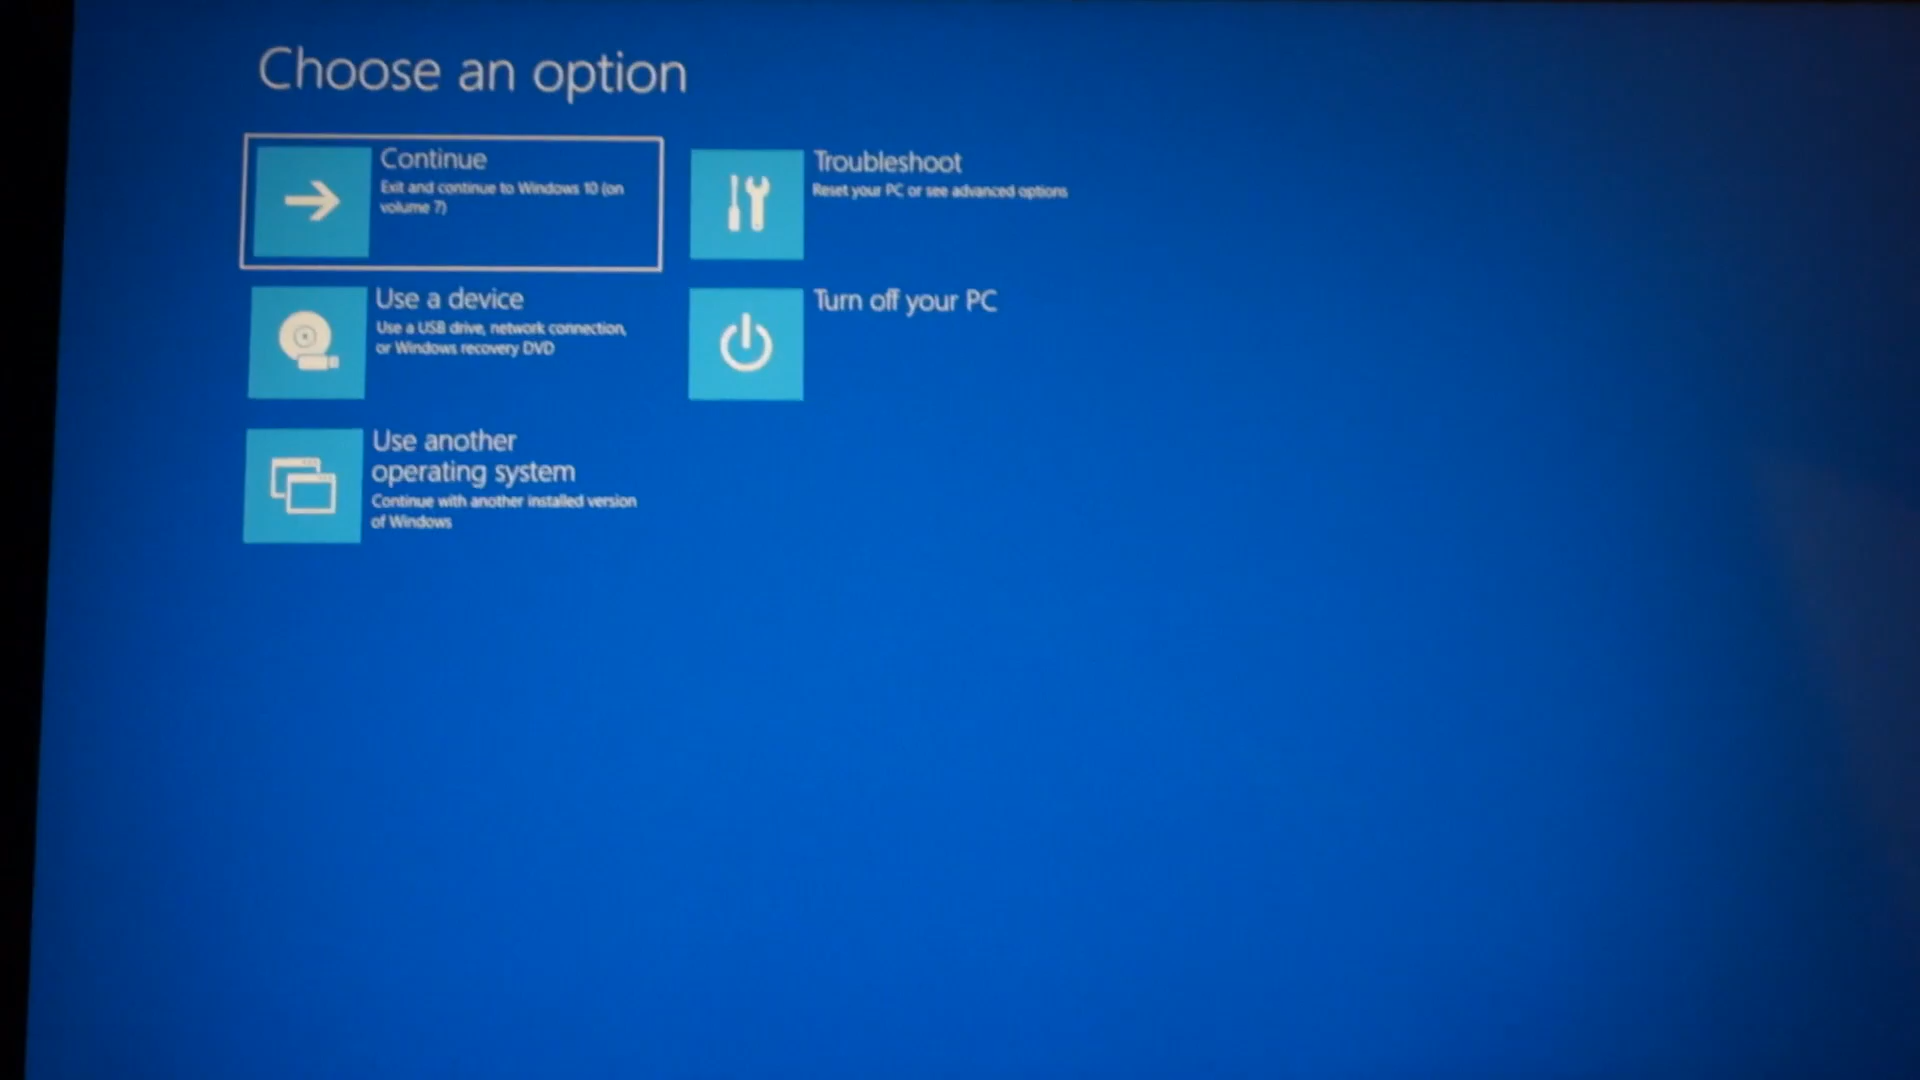 Choose an option
Continue
Exit and continue to Windows 10 (on
volume 7)
Troubleshoot
Reset your PC or see advanced options
Use a device
Use a USB drive, network connection,
or Windows recovery DVD
Turn off your PC
Use another
operating system
Continue with another installed version
of Windows